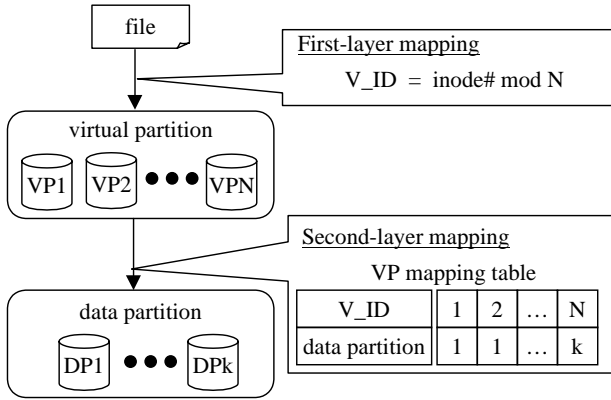 file
First-layer mapping
V_ID = inode# mod N
virtual partition
VP1 VP2 VPN
Second-layer mapping
VP mapping table
V_ID 1 2 … N
data partition 1 1 … k
data partition
DP1 DPk